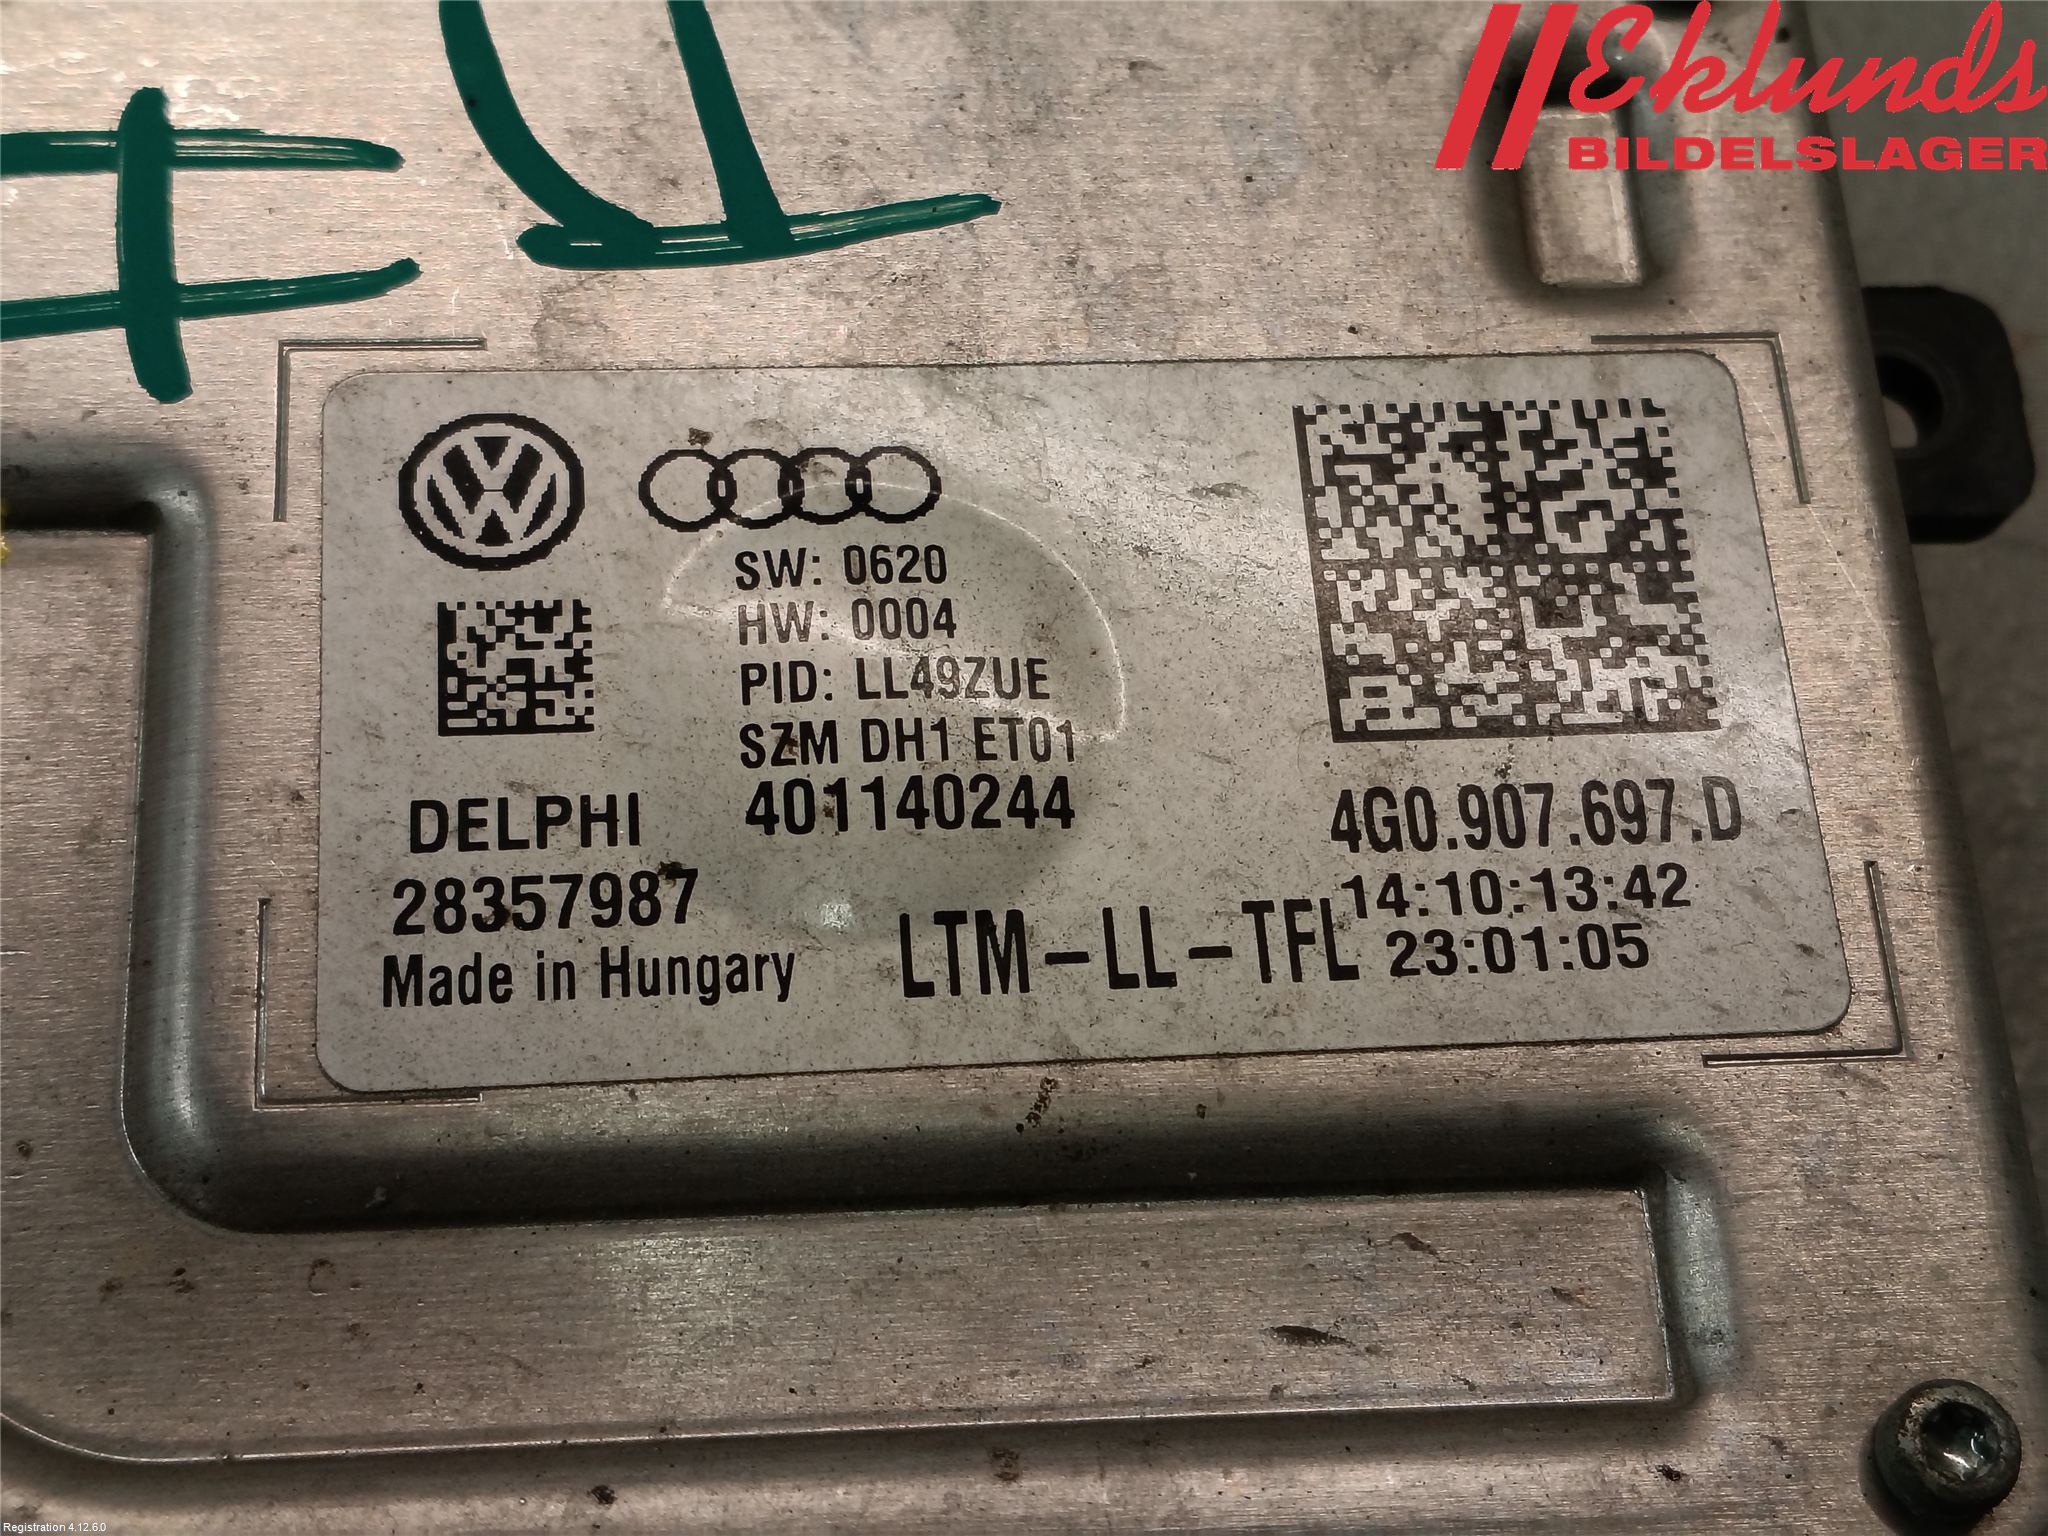 Eklunds
BILDELSLAGER
SW: 0620
HW: 0004
PID: LL49ZUE
SZM DH1 ET01
401140244
DELPHI
28357987
Made in Hungary
LTM-LL-TFL
4G0.907.697.D
14:10:13:42
23:01:05
Registration 4.12.6.0